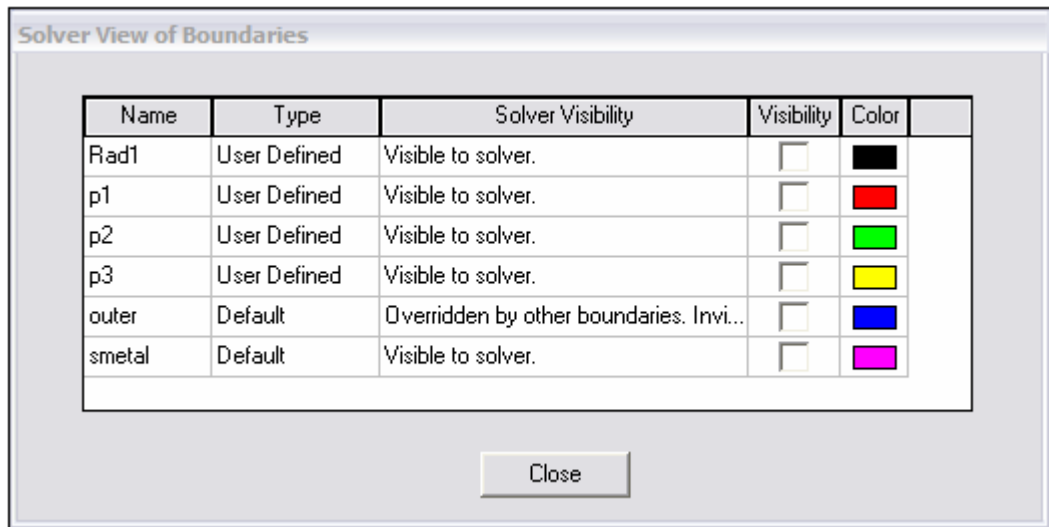 Solver View of Boundaries
Name Type Solver Visibility Visibility Color
Rad1 User Defined Visible to solver.
p1 User Defined Visible to solver.
p2 User Defined Visible to solver.
p3 User Defined Visible to solver.
outer Default Overridden by other boundaries. Invi...
smetal Default Visible to solver.
Close